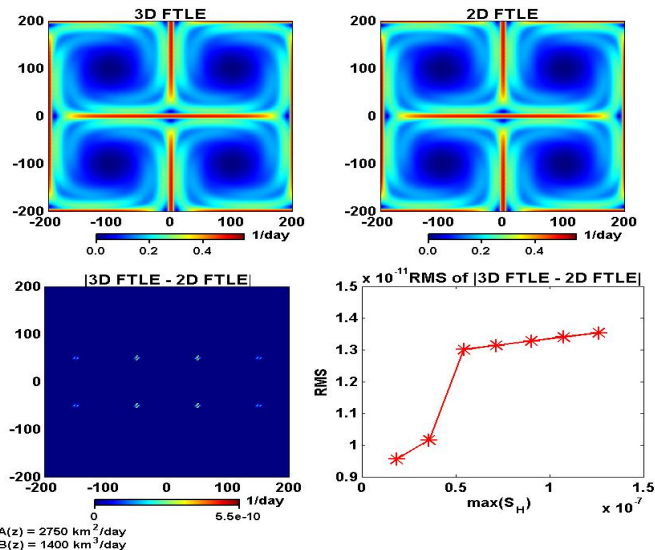 3D FTLE
2D FTLE
200
100
0
-100
-200
-100 0 100 200
1/day
0.0 0.2 0.4
200
100
0
-100
-200
-100 0 100 200
1/day
0.0 0.2 0.4
|3D FTLE - 2D FTLE|
200
100
0
-100
-200
-200 -100 0 100 200
1/day
0 5.5e-10
x 10⁻¹¹ RMS of |3D FTLE - 2D FTLE|
1.5
1.4
1.3
1.2
1.1
1
0.9
RMS
0 0.5 1 1.5
max(S_H)
x 10⁻⁷
A(z) = 2750 km²/day
B(z) = 1400 km³/day